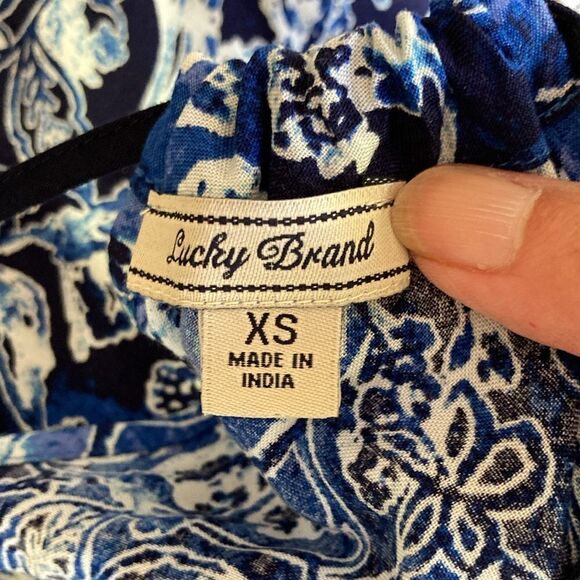 Lucky Brand
XS
MADE IN
INDIA